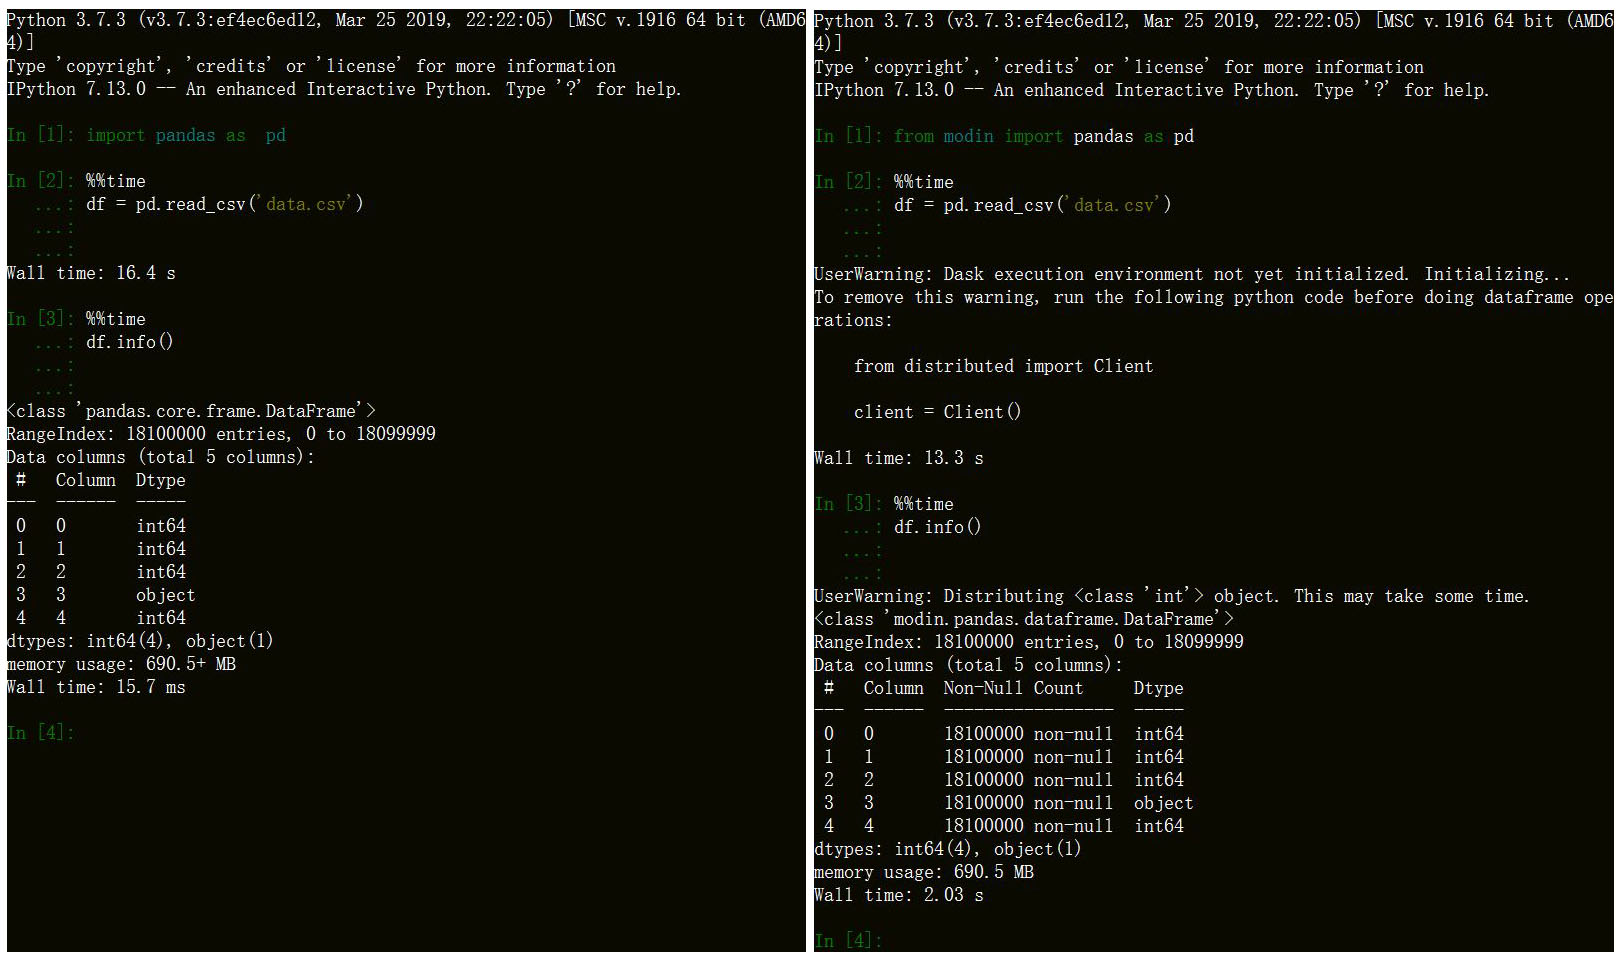 Python 3.7.3 (v3.7.3:ef4ec6ed12, Mar 25 2019, 22:22:05) [MSC v.1916 64 bit (AMD6
4)]
Type 'copyright', 'credits' or 'license' for more information
IPython 7.13.0 -- An enhanced Interactive Python. Type '?' for help.
In [1]: import pandas as  pd
In [2]: %%time
   ...: df = pd.read_csv('data.csv')
   ...:
   ...:
Wall time: 16.4 s
In [3]: %%time
   ...: df.info()
   ...:
   ...:
<class 'pandas.core.frame.DataFrame'>
RangeIndex: 18100000 entries, 0 to 18099999
Data columns (total 5 columns):
 #   Column  Dtype
---  ------  -----
 0   0       int64
 1   1       int64
 2   2       int64
 3   3       object
 4   4       int64
dtypes: int64(4), object(1)
memory usage: 690.5+ MB
Wall time: 15.7 ms
In [4]:
Python 3.7.3 (v3.7.3:ef4ec6ed12, Mar 25 2019, 22:22:05) [MSC v.1916 64 bit (AMD6
4)]
Type 'copyright', 'credits' or 'license' for more information
IPython 7.13.0 -- An enhanced Interactive Python. Type '?' for help.
In [1]: from modin import pandas as pd
In [2]: %%time
   ...: df = pd.read_csv('data.csv')
   ...:
   ...:
UserWarning: Dask execution environment not yet initialized. Initializing...
To remove this warning, run the following python code before doing dataframe ope
rations:
    from distributed import Client
    client = Client()
Wall time: 13.3 s
In [3]: %%time
   ...: df.info()
   ...:
   ...:
UserWarning: Distributing <class 'int'> object. This may take some time.
<class 'modin.pandas.dataframe.DataFrame'>
RangeIndex: 18100000 entries, 0 to 18099999
Data columns (total 5 columns):
 #   Column  Non-Null Count     Dtype
---  ------  -----------------  -----
 0   0       18100000 non-null  int64
 1   1       18100000 non-null  int64
 2   2       18100000 non-null  int64
 3   3       18100000 non-null  object
 4   4       18100000 non-null  int64
dtypes: int64(4), object(1)
memory usage: 690.5 MB
Wall time: 2.03 s
In [4]: